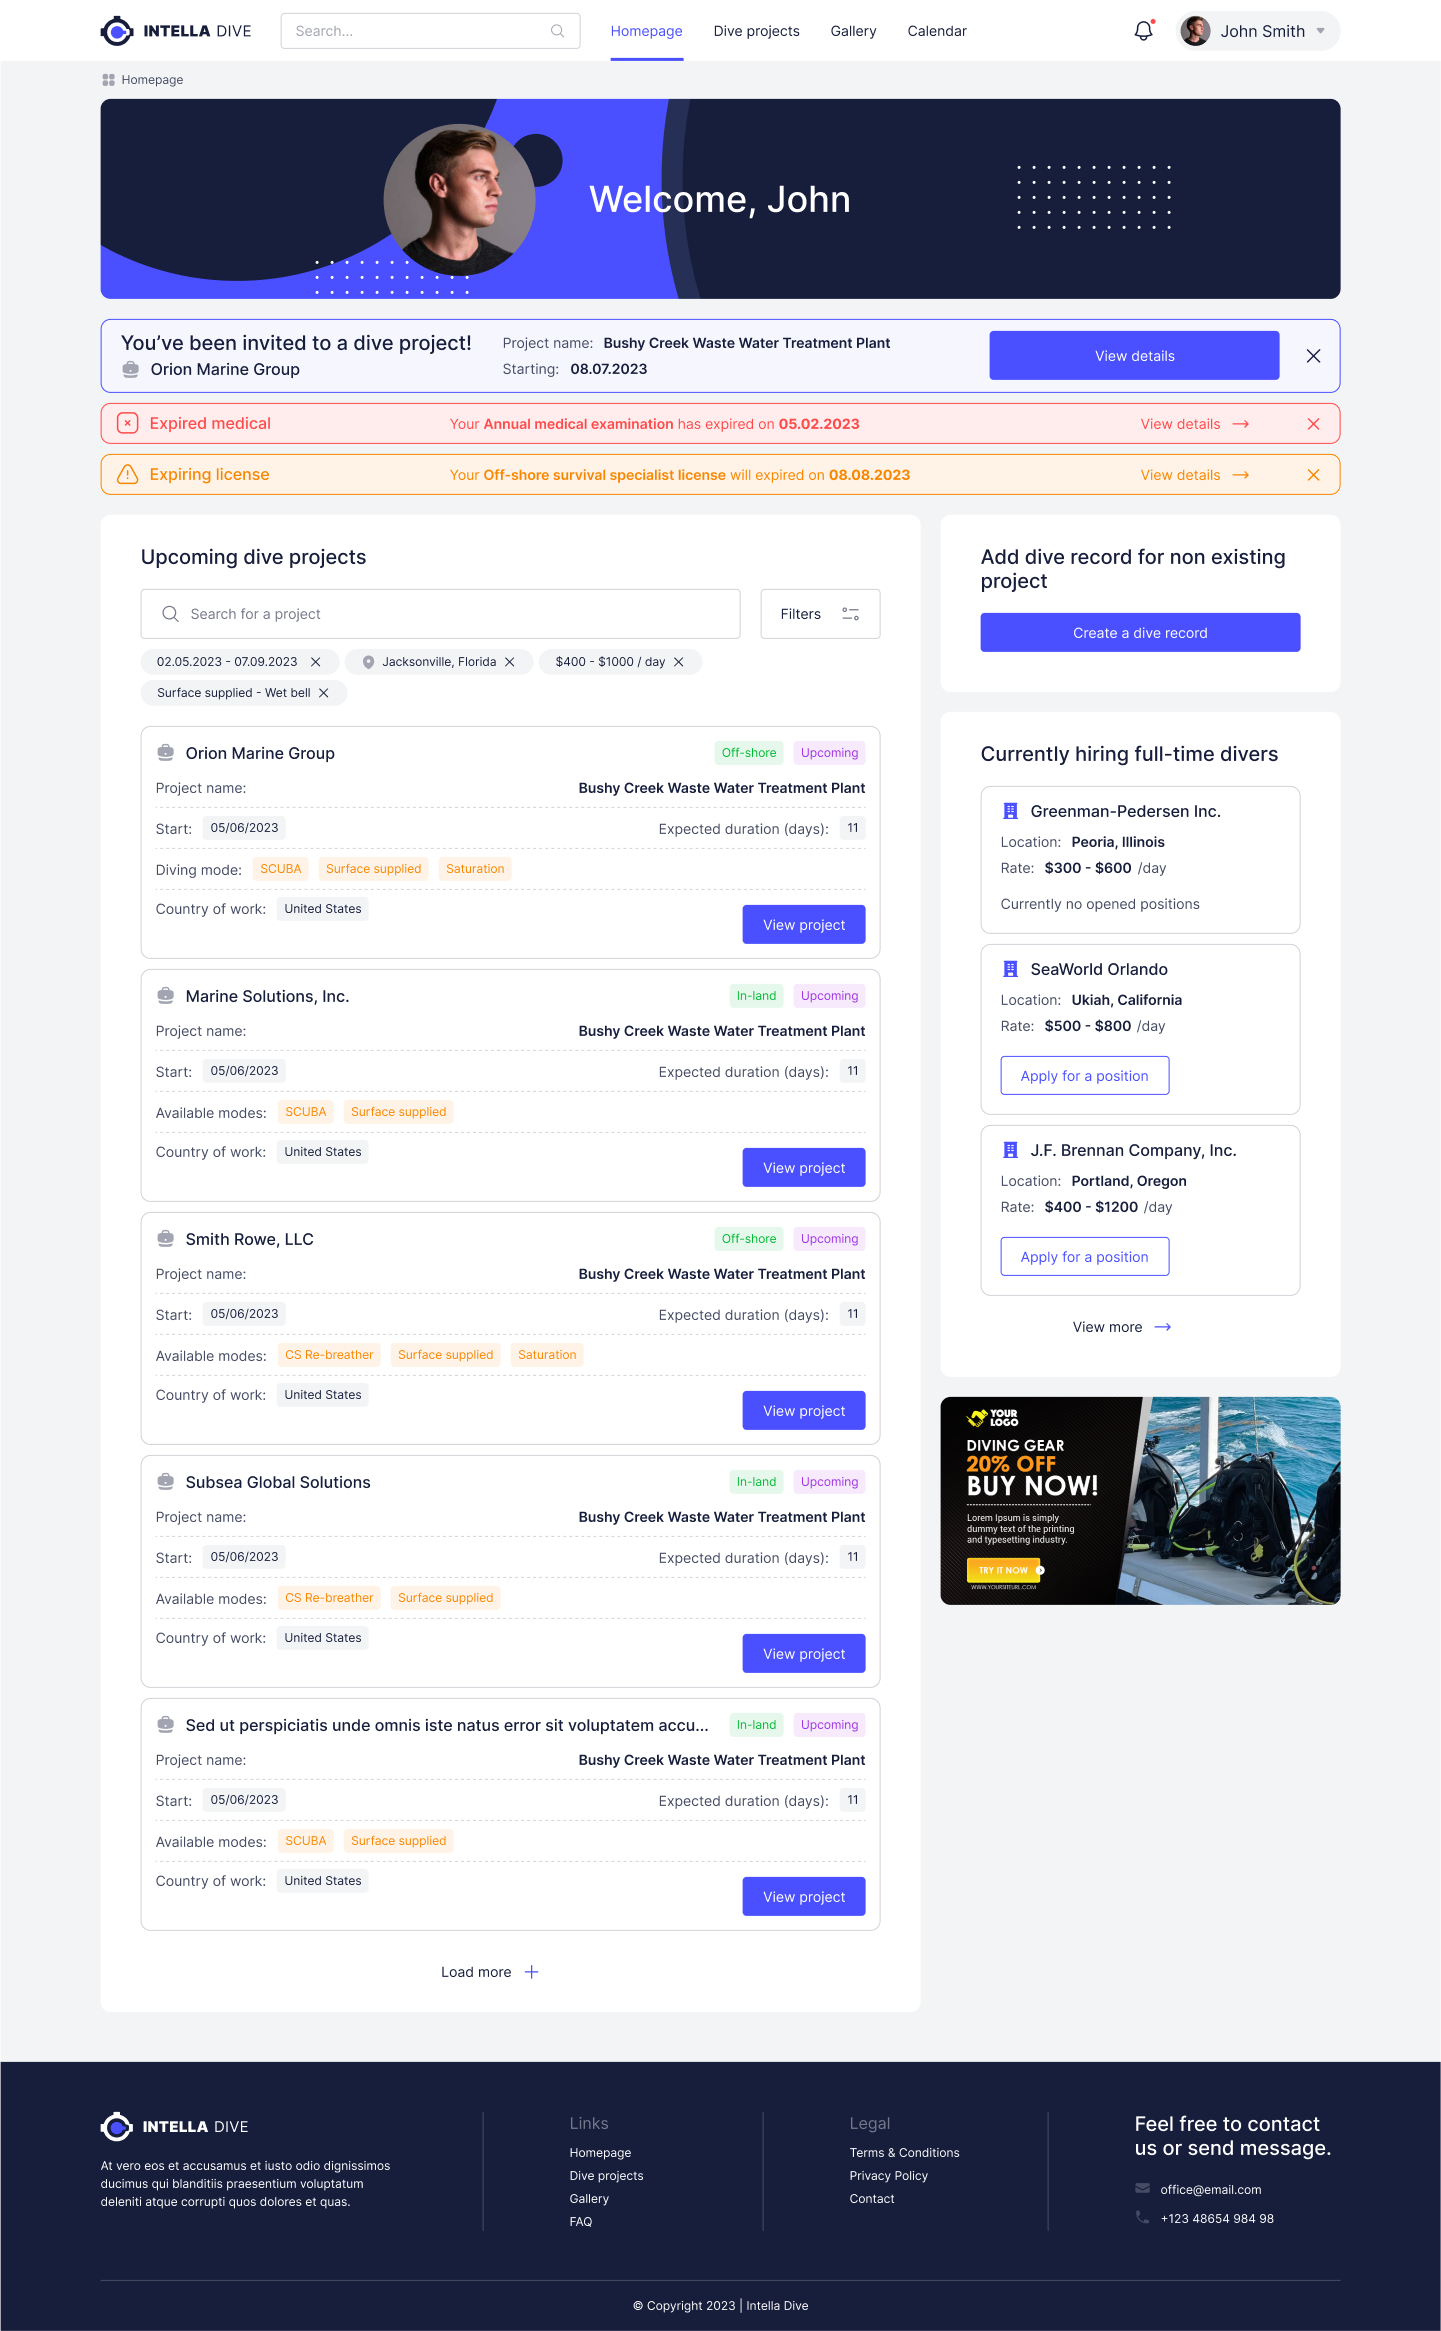 INTELLA DIVE
Search...
Homepage
Dive projects
Gallery
Calendar
John Smith
Homepage
Welcome, John
You’ve been invited to a dive project!
Orion Marine Group
Project name: Bushy Creek Waste Water Treatment Plant
Starting: 08.07.2023
View details
Expired medical
Your Annual medical examination has expired on 05.02.2023
View details
Expiring license
Your Off-shore survival specialist license will expired on 08.08.2023
View details
Upcoming dive projects
Search for a project
Filters
02.05.2023 - 07.09.2023
Jacksonville, Florida
$400 - $1000 / day
Surface supplied - Wet bell
Orion Marine Group
Off-shore
Upcoming
Project name: Bushy Creek Waste Water Treatment Plant
Start: 05/06/2023
Expected duration (days): 11
Diving mode: SCUBA Surface supplied Saturation
Country of work: United States
View project
Marine Solutions, Inc.
In-land
Upcoming
Project name: Bushy Creek Waste Water Treatment Plant
Start: 05/06/2023
Expected duration (days): 11
Available modes: SCUBA Surface supplied
Country of work: United States
View project
Smith Rowe, LLC
Off-shore
Upcoming
Project name: Bushy Creek Waste Water Treatment Plant
Start: 05/06/2023
Expected duration (days): 11
Available modes: CS Re-breather Surface supplied Saturation
Country of work: United States
View project
Subsea Global Solutions
In-land
Upcoming
Project name: Bushy Creek Waste Water Treatment Plant
Start: 05/06/2023
Expected duration (days): 11
Available modes: CS Re-breather Surface supplied
Country of work: United States
View project
Sed ut perspiciatis unde omnis iste natus error sit voluptatem accu...
In-land
Upcoming
Project name: Bushy Creek Waste Water Treatment Plant
Start: 05/06/2023
Expected duration (days): 11
Available modes: SCUBA Surface supplied
Country of work: United States
View project
Load more
Add dive record for non existing
project
Create a dive record
Currently hiring full-time divers
Greenman-Pedersen Inc.
Location: Peoria, Illinois
Rate: $300 - $600 /day
Currently no opened positions
SeaWorld Orlando
Location: Ukiah, California
Rate: $500 - $800 /day
Apply for a position
J.F. Brennan Company, Inc.
Location: Portland, Oregon
Rate: $400 - $1200 /day
Apply for a position
View more
YOUR
LOGO
DIVING GEAR
20% OFF
BUY NOW!
Lorem Ipsum is simply
dummy text of the printing
and typesetting industry.
TRY IT NOW
WWW.YOURSITEURL.COM
INTELLA DIVE
At vero eos et accusamus et iusto odio dignissimos
ducimus qui blanditiis praesentium voluptatum
deleniti atque corrupti quos dolores et quas.
Links
Homepage
Dive projects
Gallery
FAQ
Legal
Terms & Conditions
Privacy Policy
Contact
Feel free to contact
us or send message.
office@email.com
+123 48654 984 98
© Copyright 2023 | Intella Dive